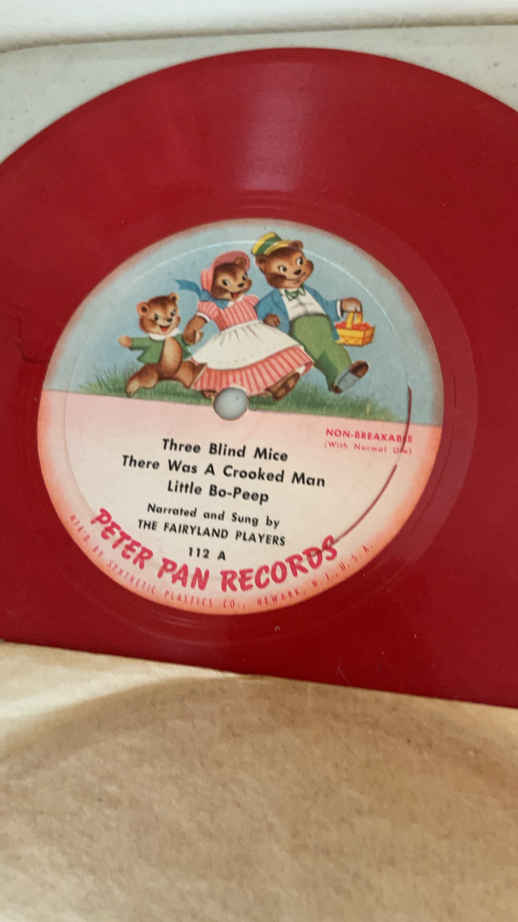 NON-BREAKABLE
(With Normal Use)
Three Blind Mice
There Was A Crooked Man
Little Bo-Peep
Narrated and Sung by
THE FAIRYLAND PLAYERS
112 A
PETER PAN RECORDS
MFR'D. BY SYNTHETIC PLASTICS CO., NEWARK, N.J., U.S.A.